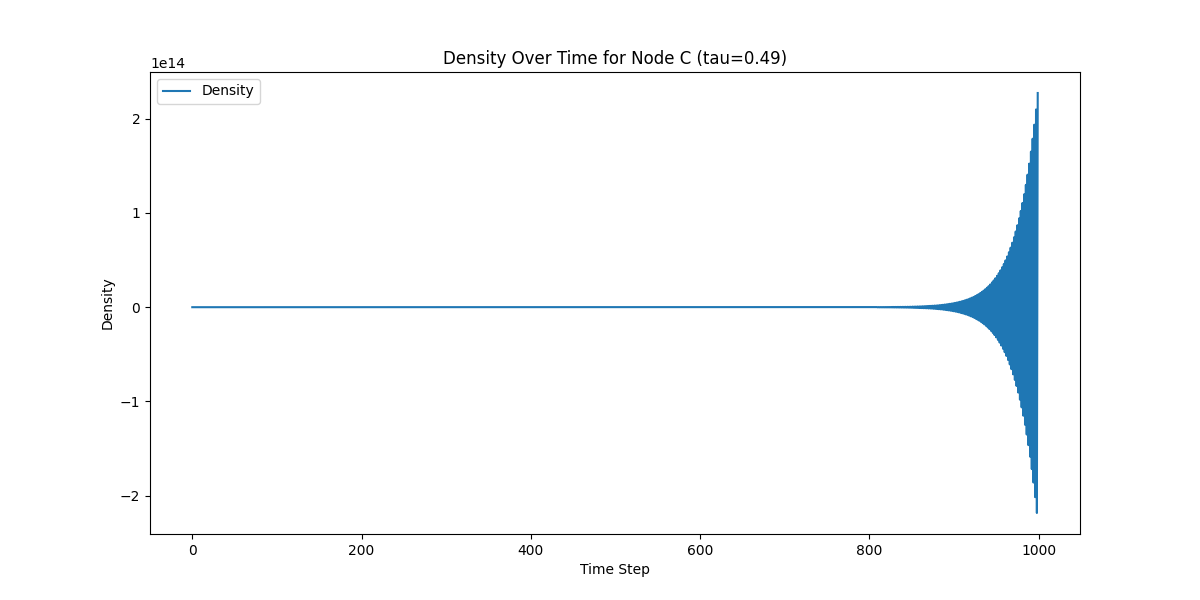 Density Over Time for Node C (tau=0.49)
1e14
Density
2
1
0
−1
−2
Density
0 200 400 600 800 1000
Time Step